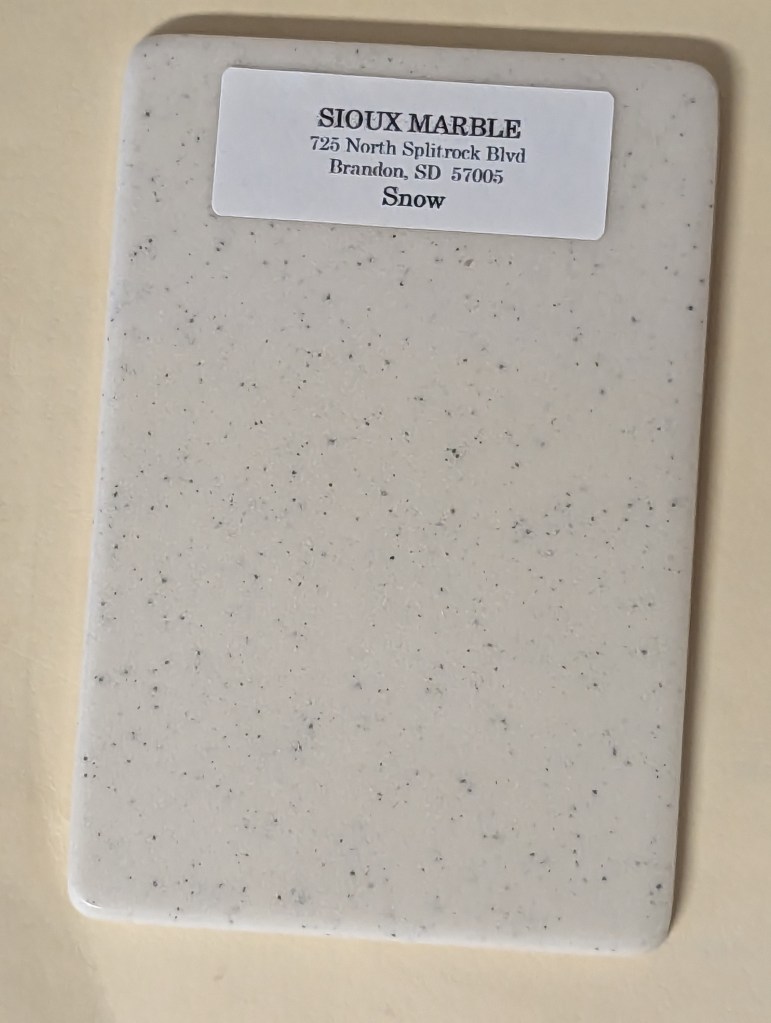 SIOUX MARBLE
725 North Splitrock Blvd
Brandon, SD  57005
Snow